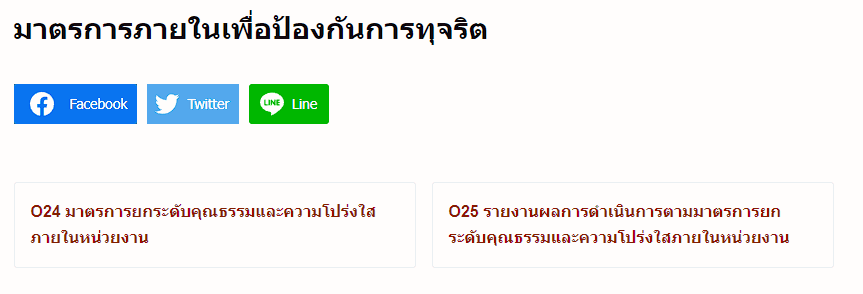 มาตรการภายในเพื่อป้องกันการทุจริต
Facebook
Twitter
LINE
Line
O24 มาตรการยกระดับคุณธรรมและความโปร่งใส
ภายในหน่วยงาน
O25 รายงานผลการดำเนินการตามมาตรการยก
ระดับคุณธรรมและความโปร่งใสภายในหน่วยงาน